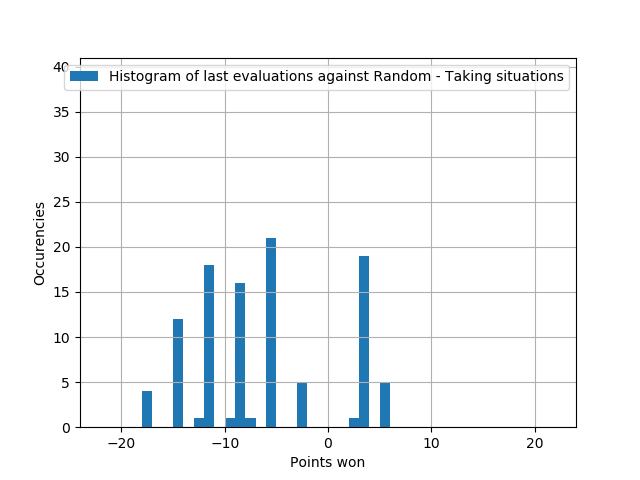 Histogram of last evaluations against Random - Taking situations
40
35
30
25
20
15
10
5
0
Occurencies
−20 −10 0 10 20
Points won